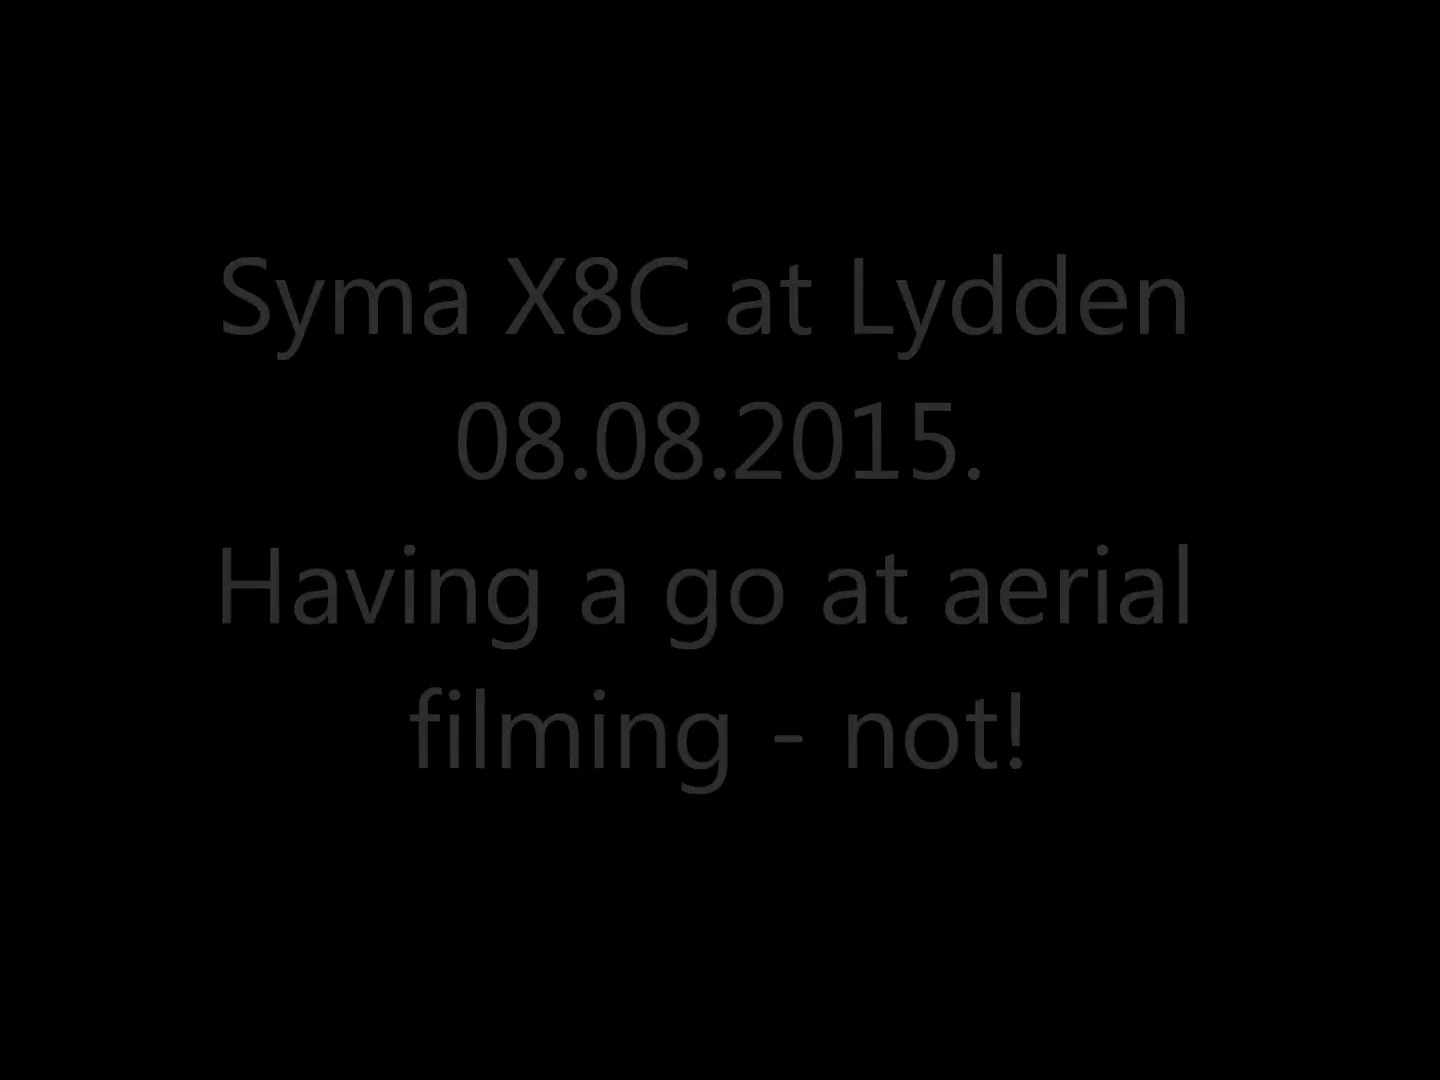 Syma X8C at Lydden
08.08.2015.
Having a go at aerial
filming - not!